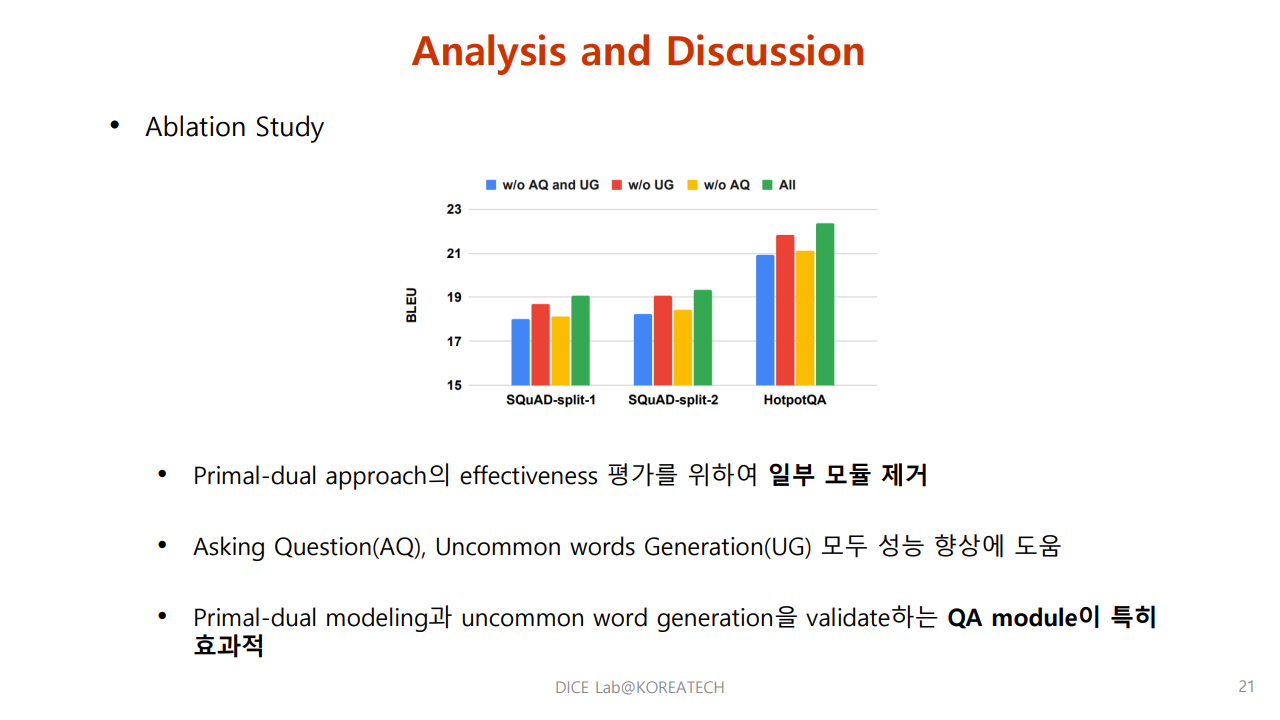 Analysis and Discussion
• Ablation Study
w/o AQ and UG w/o UG w/o AQ All
23
21
19
17
15
BLEU
SQuAD-split-1 SQuAD-split-2 HotpotQA
• Primal-dual approach의 effectiveness 평가를 위하여 일부 모듈 제거
• Asking Question(AQ), Uncommon words Generation(UG) 모두 성능 향상에 도움
• Primal-dual modeling과 uncommon word generation을 validate하는 QA module이 특히
효과적
DICE Lab@KOREATECH
21